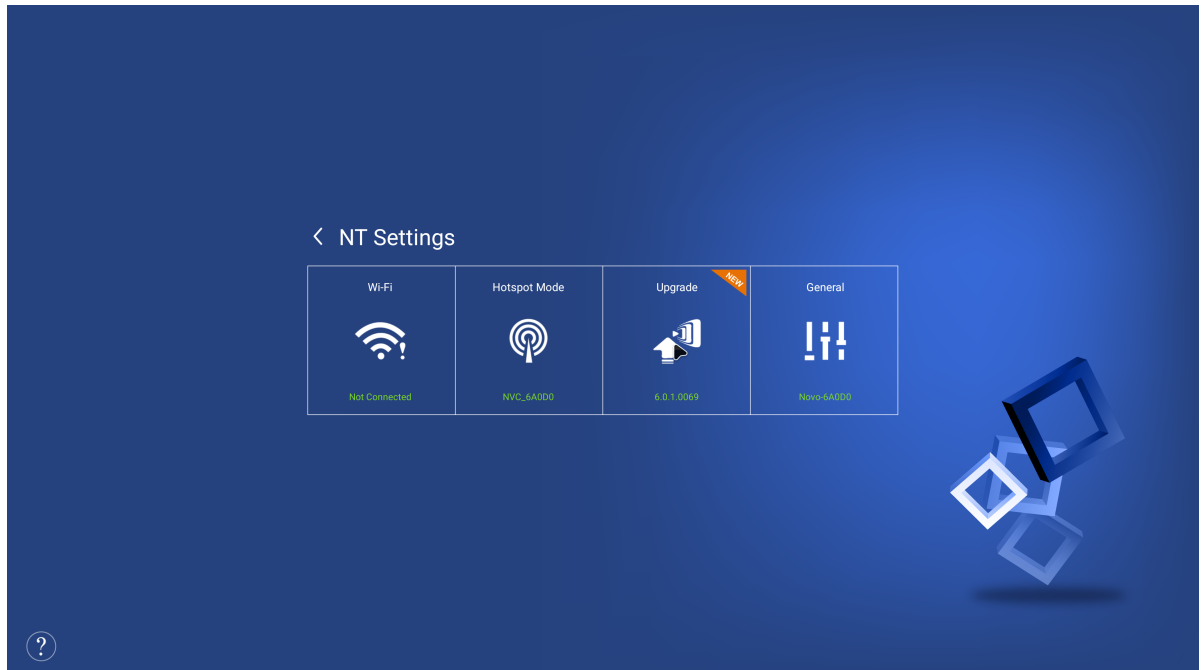 NT Settings
Wi-Fi
Hotspot Mode
Upgrade
NEW
General
Not Connected
NVC_6A0D0
6.0.1.0069
Novo-6A0D0
?